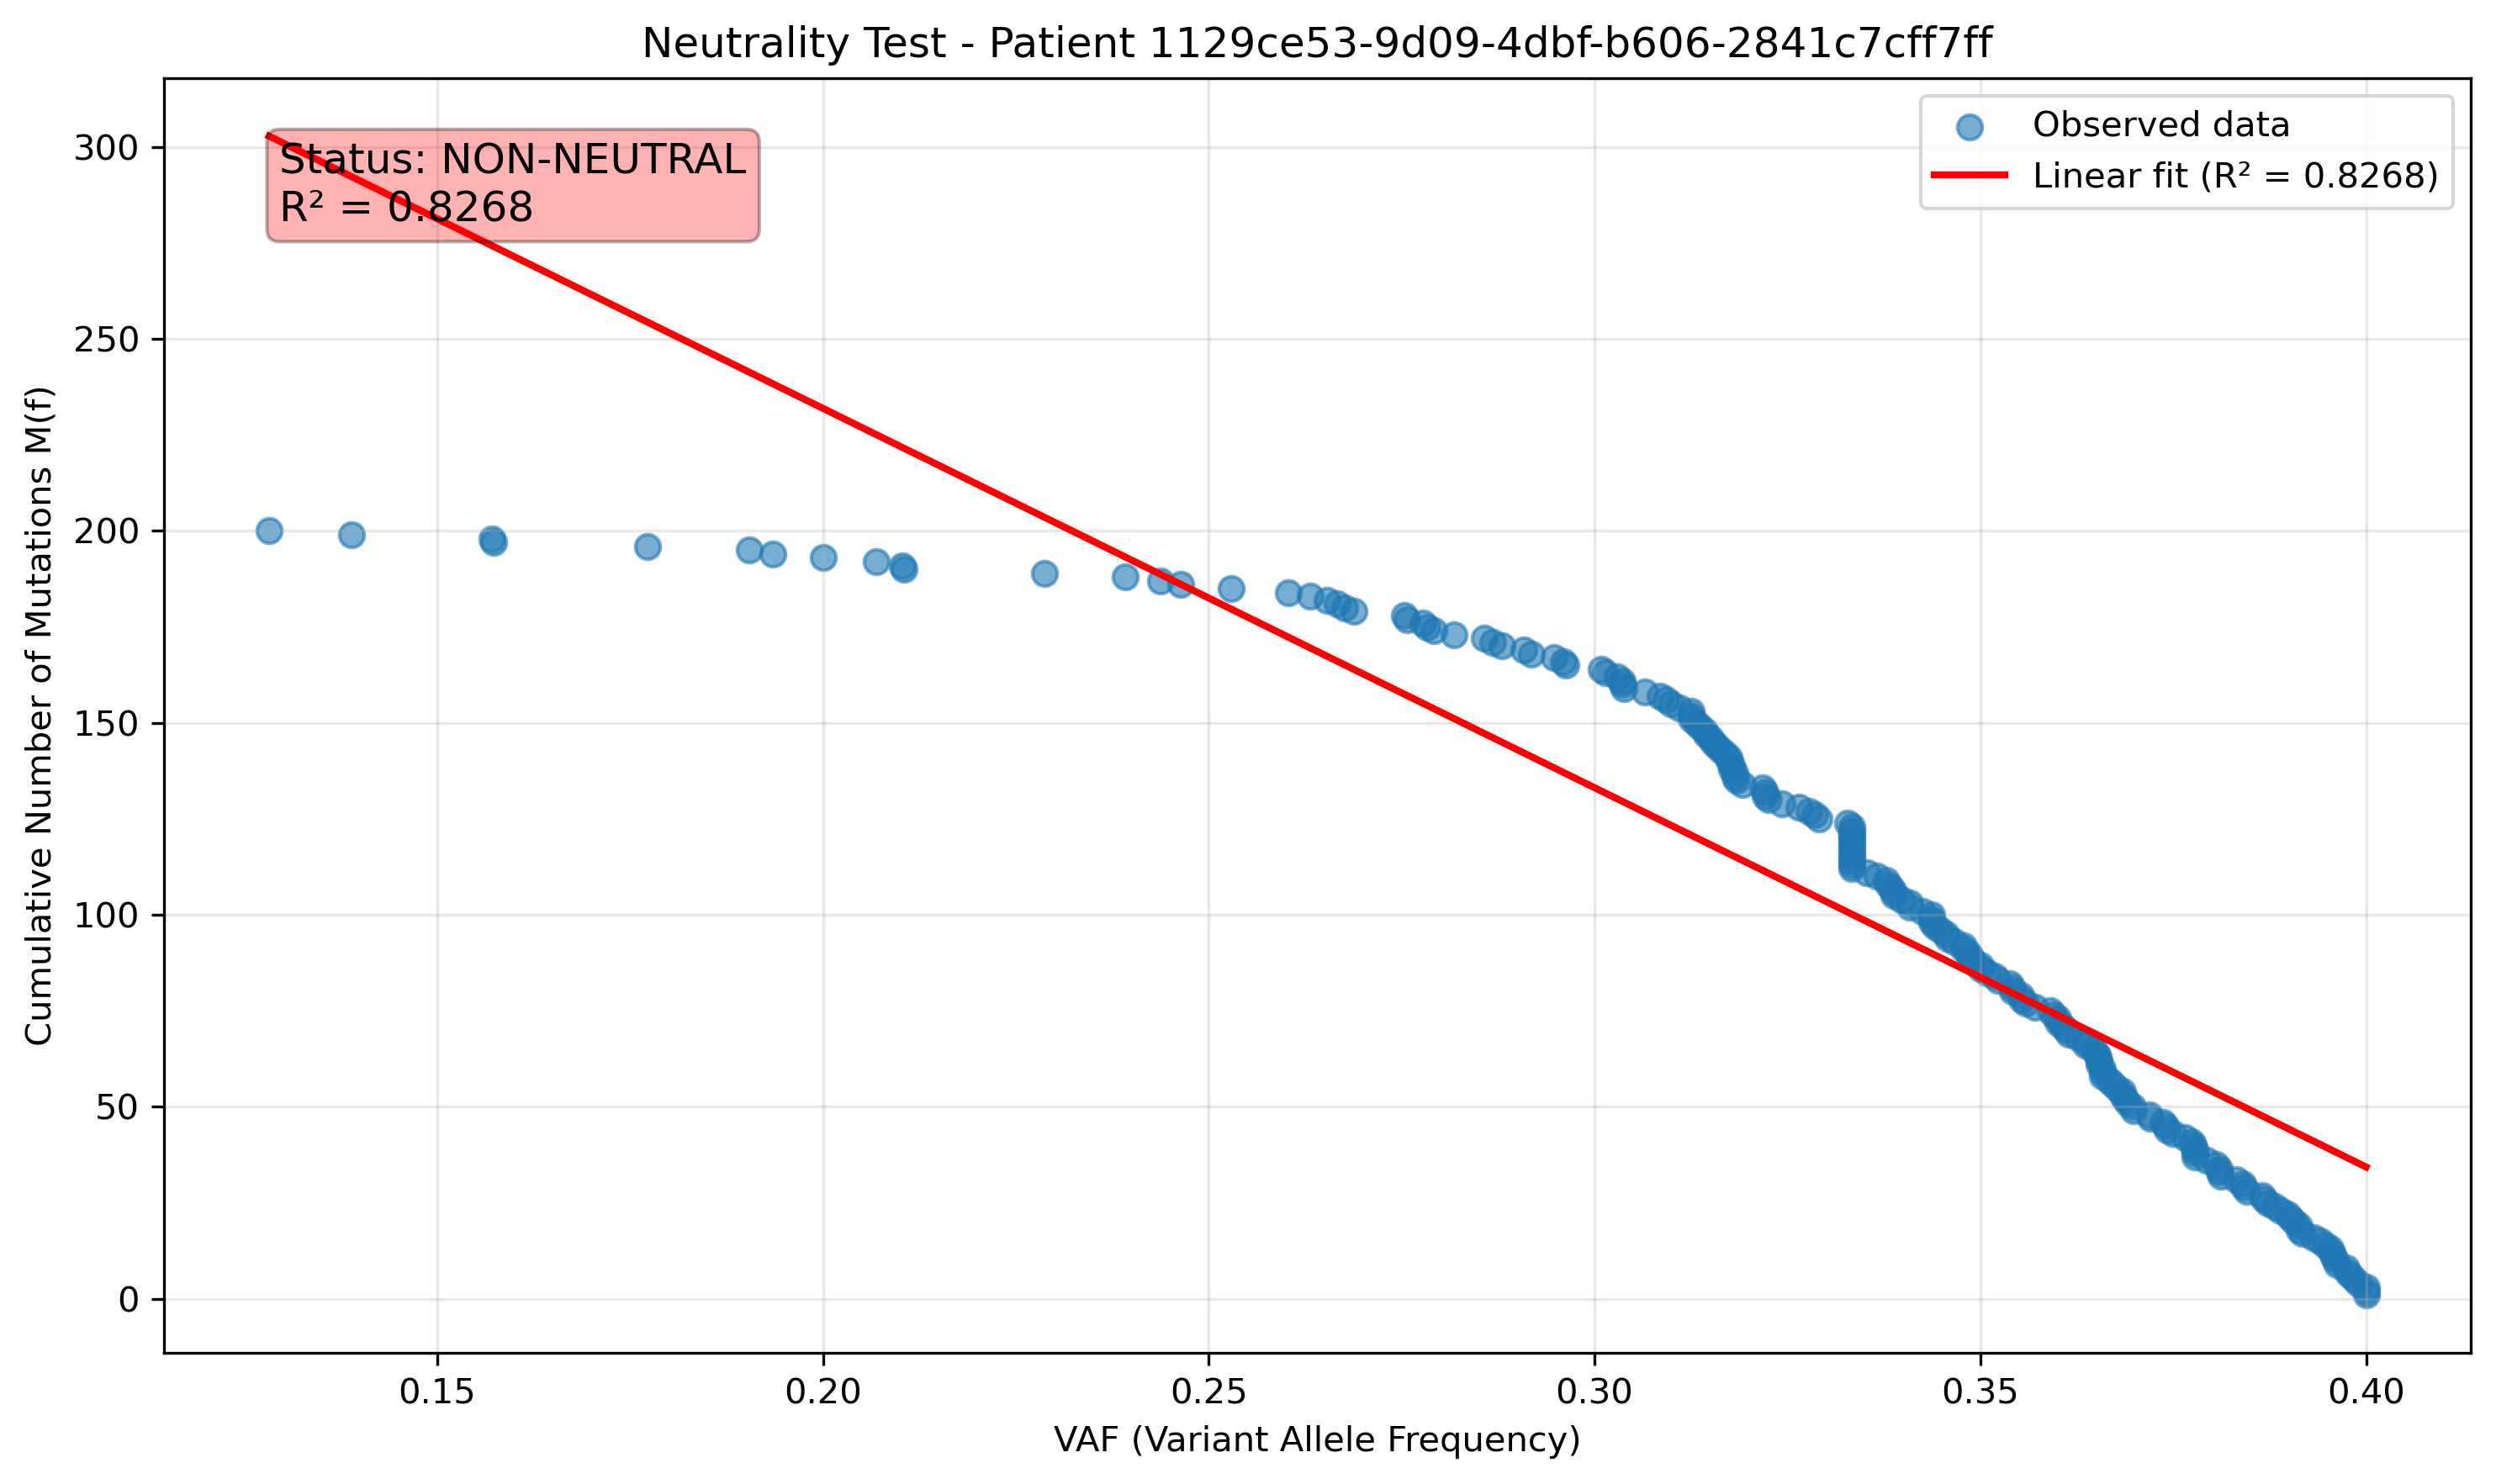 Neutrality Test - Patient 1129ce53-9d09-4dbf-b606-2841c7cff7ff
Status: NON-NEUTRAL
R² = 0.8268
Observed data
Linear fit (R² = 0.8268)
Cumulative Number of Mutations M(f)
300
250
200
150
100
50
0
0.15 0.20 0.25 0.30 0.35 0.40
VAF (Variant Allele Frequency)